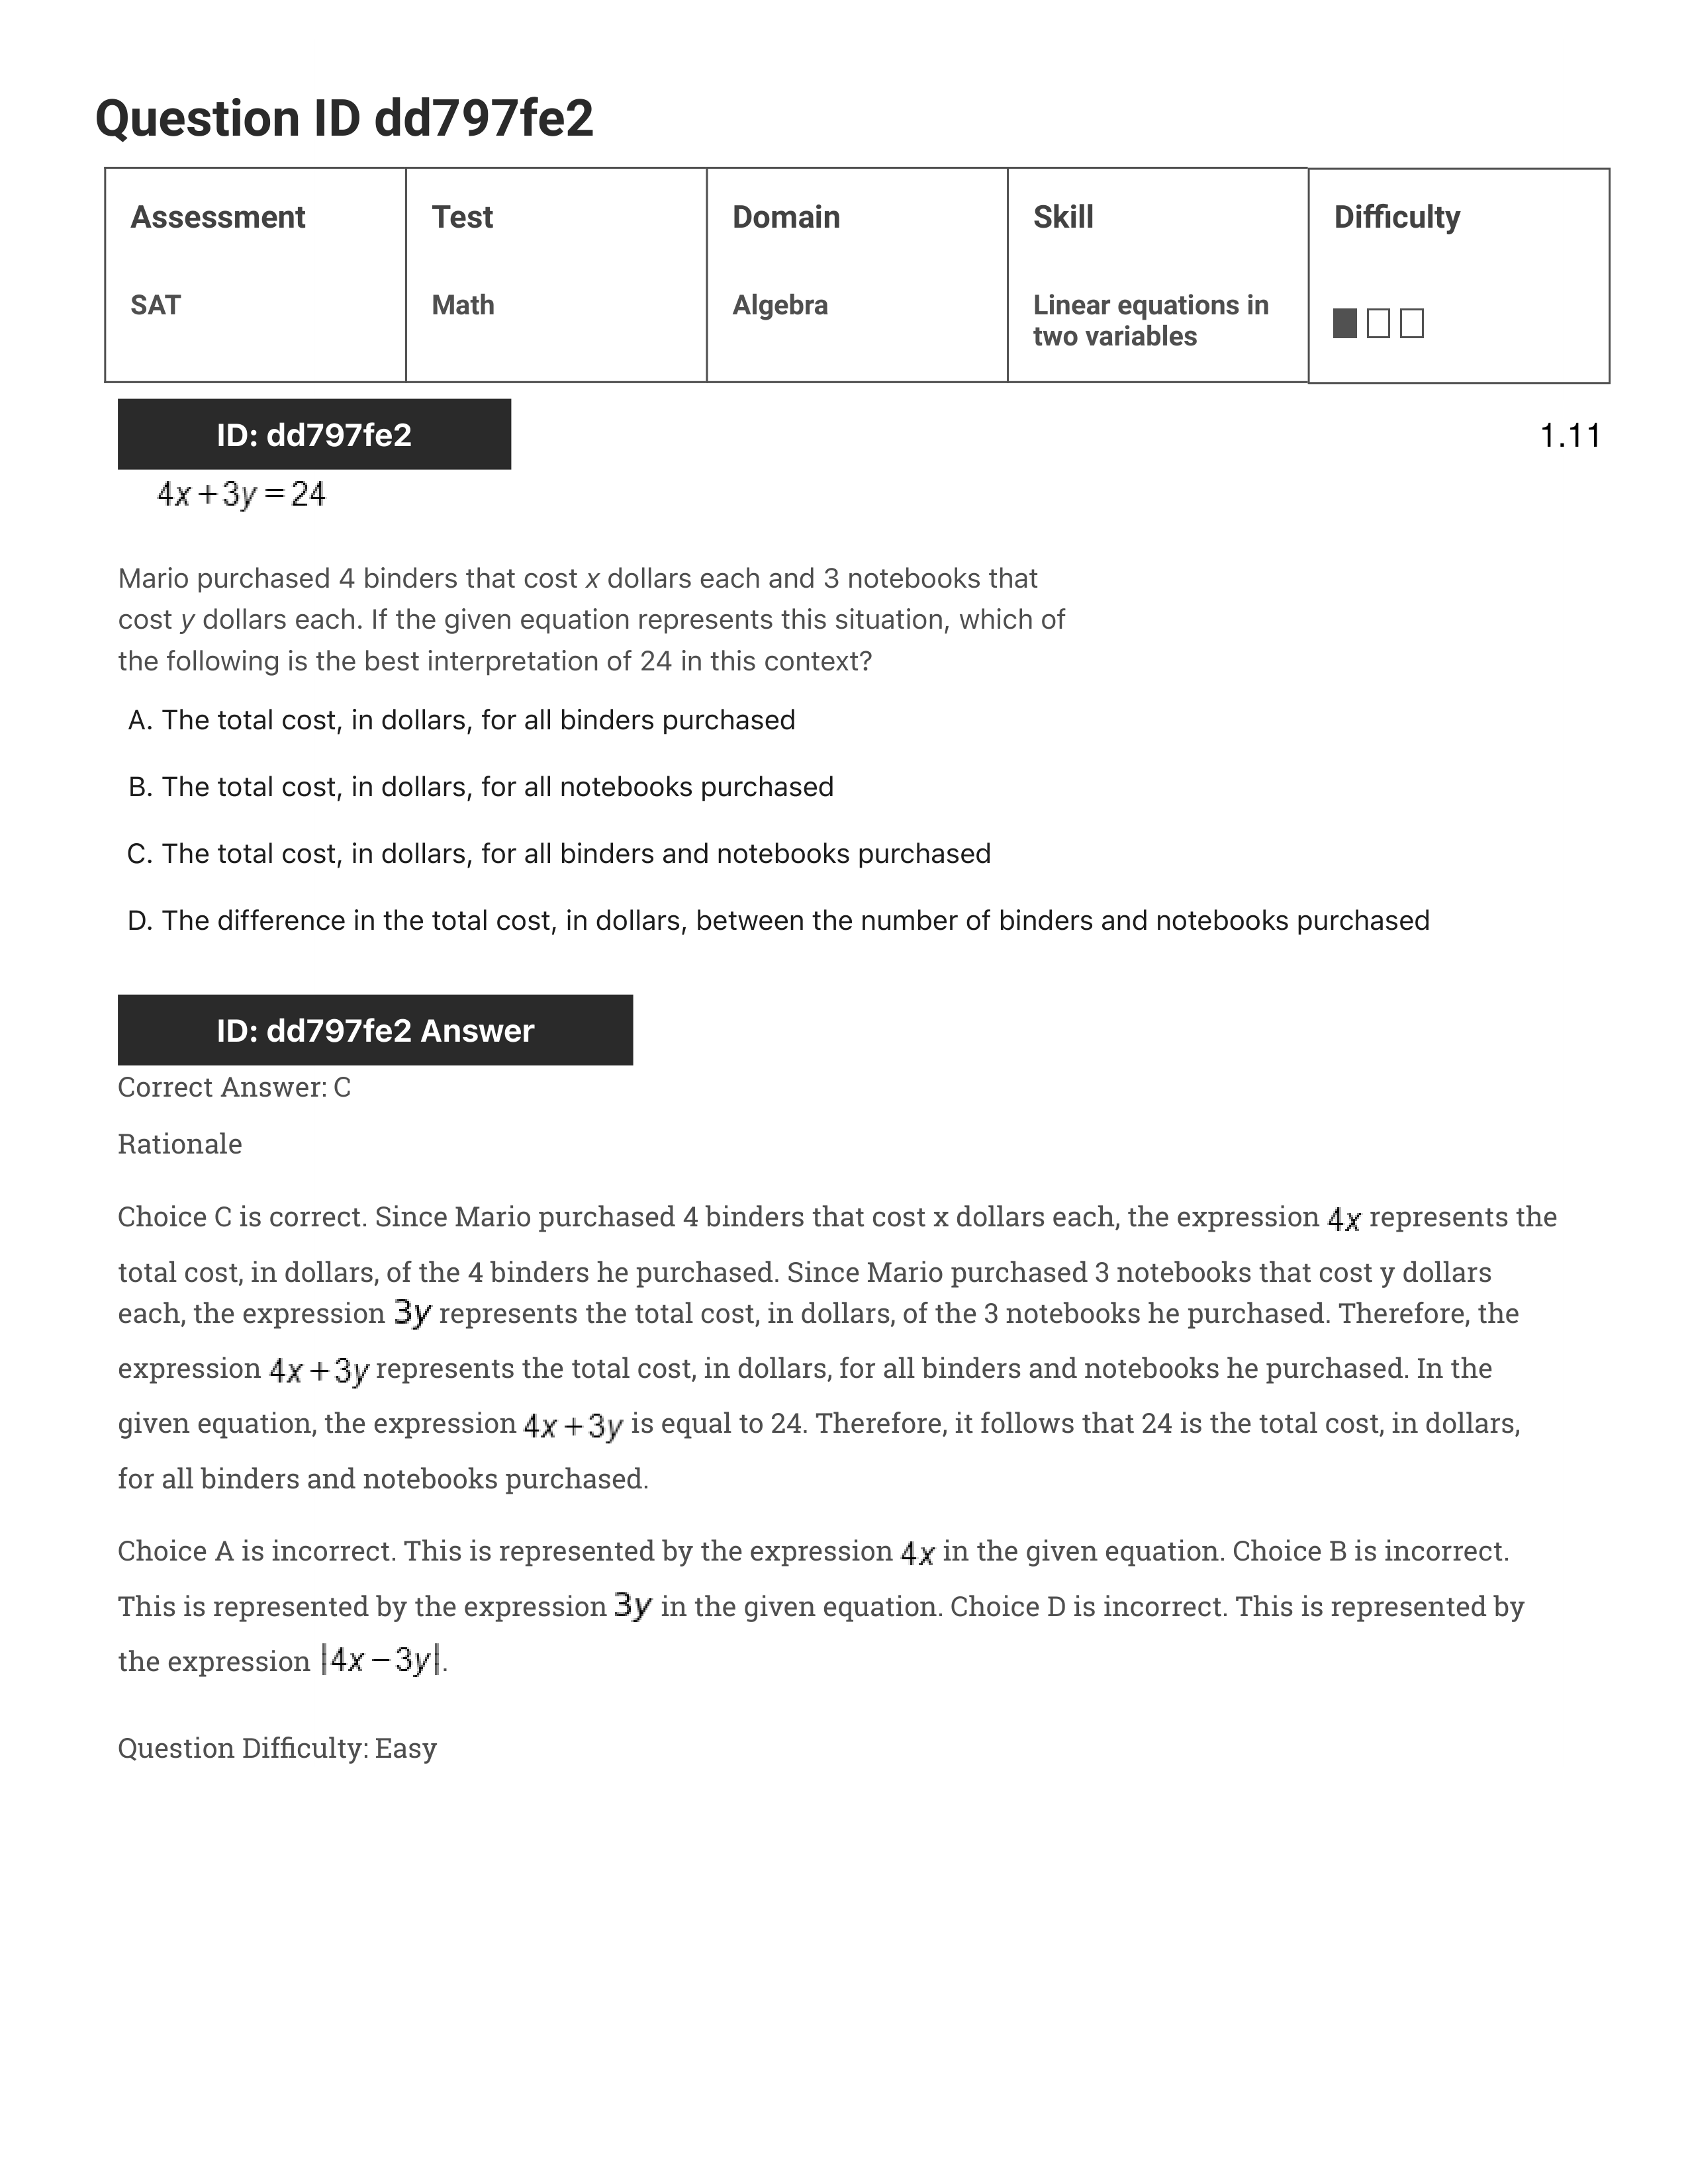 Question ID dd797fe2
Assessment
Test
Domain
Skill
Difficulty
SAT
Math
Algebra
Linear equations in
two variables
ID: dd797fe2
1.11
4x + 3y = 24
Mario purchased 4 binders that cost x dollars each and 3 notebooks that
cost y dollars each. If the given equation represents this situation, which of
the following is the best interpretation of 24 in this context?
A. The total cost, in dollars, for all binders purchased
B. The total cost, in dollars, for all notebooks purchased
C. The total cost, in dollars, for all binders and notebooks purchased
D. The difference in the total cost, in dollars, between the number of binders and notebooks purchased
ID: dd797fe2 Answer
Correct Answer: C
Rationale
Choice C is correct. Since Mario purchased 4 binders that cost x dollars each, the expression 4x represents the
total cost, in dollars, of the 4 binders he purchased. Since Mario purchased 3 notebooks that cost y dollars
each, the expression 3y represents the total cost, in dollars, of the 3 notebooks he purchased. Therefore, the
expression 4x + 3y represents the total cost, in dollars, for all binders and notebooks he purchased. In the
given equation, the expression 4x + 3y is equal to 24. Therefore, it follows that 24 is the total cost, in dollars,
for all binders and notebooks purchased.
Choice A is incorrect. This is represented by the expression 4x in the given equation. Choice B is incorrect.
This is represented by the expression 3y in the given equation. Choice D is incorrect. This is represented by
the expression |4x − 3y|.
Question Difficulty: Easy